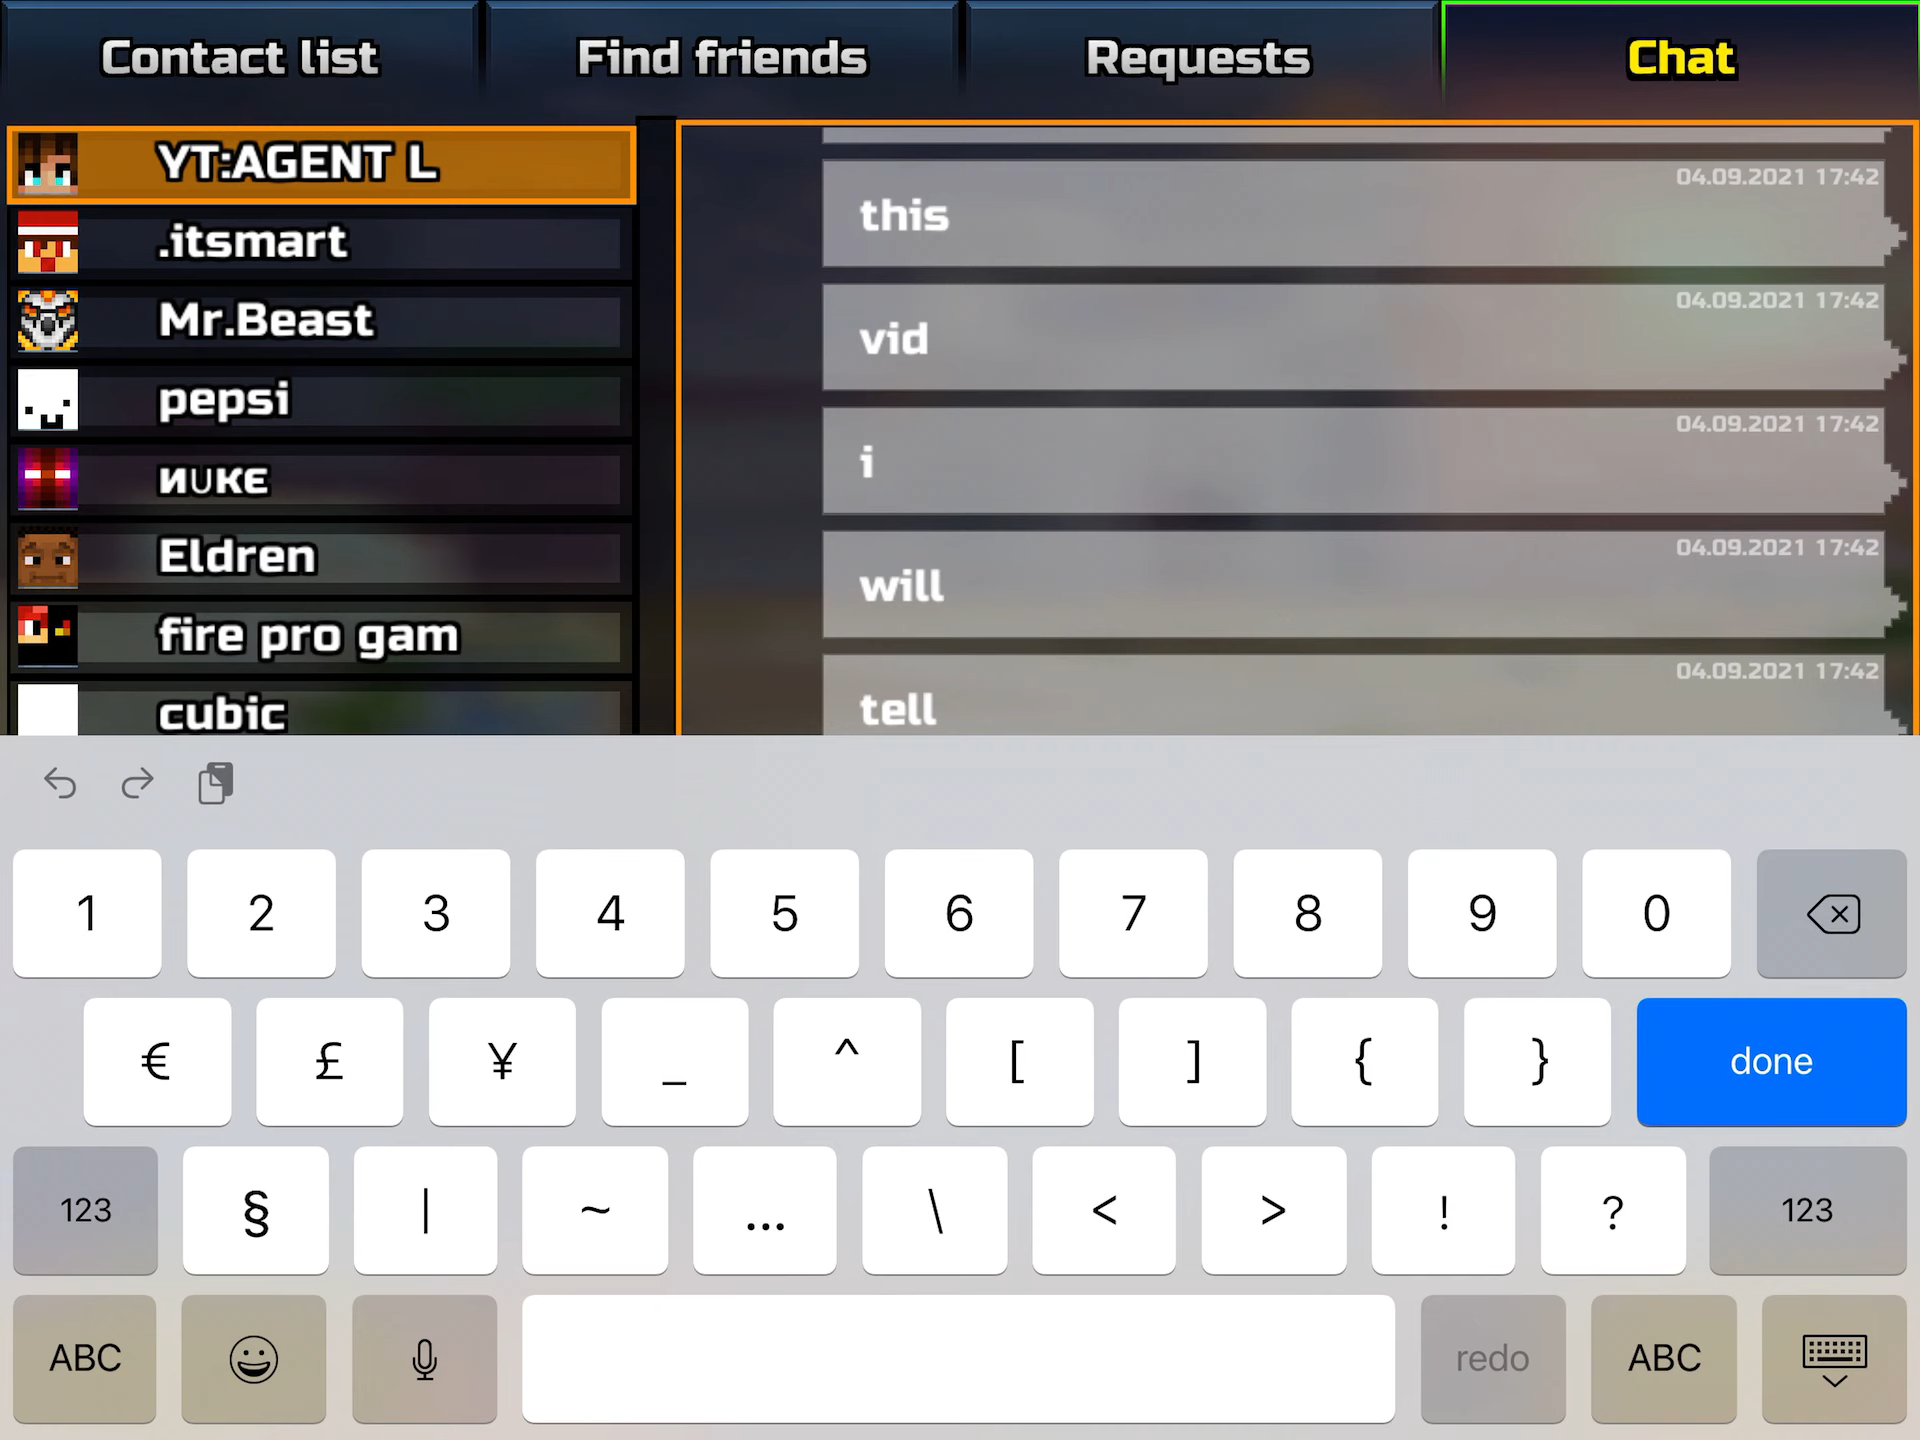 Contact list Find friends Requests Chat
YT:AGENT L
.itsmart
Mr.Beast
pepsi
ᴎᴜᴋᴇ
Eldren
fire pro gam
cubic
04.09.2021 17:42
this
04.09.2021 17:42
vid
04.09.2021 17:42
i
04.09.2021 17:42
will
04.09.2021 17:42
tell
1 2 3 4 5 6 7 8 9 0
€ £ ¥ _ ^ [ ] { } done
123 § | ~ ... \ < > ! ? 123
ABC redo ABC